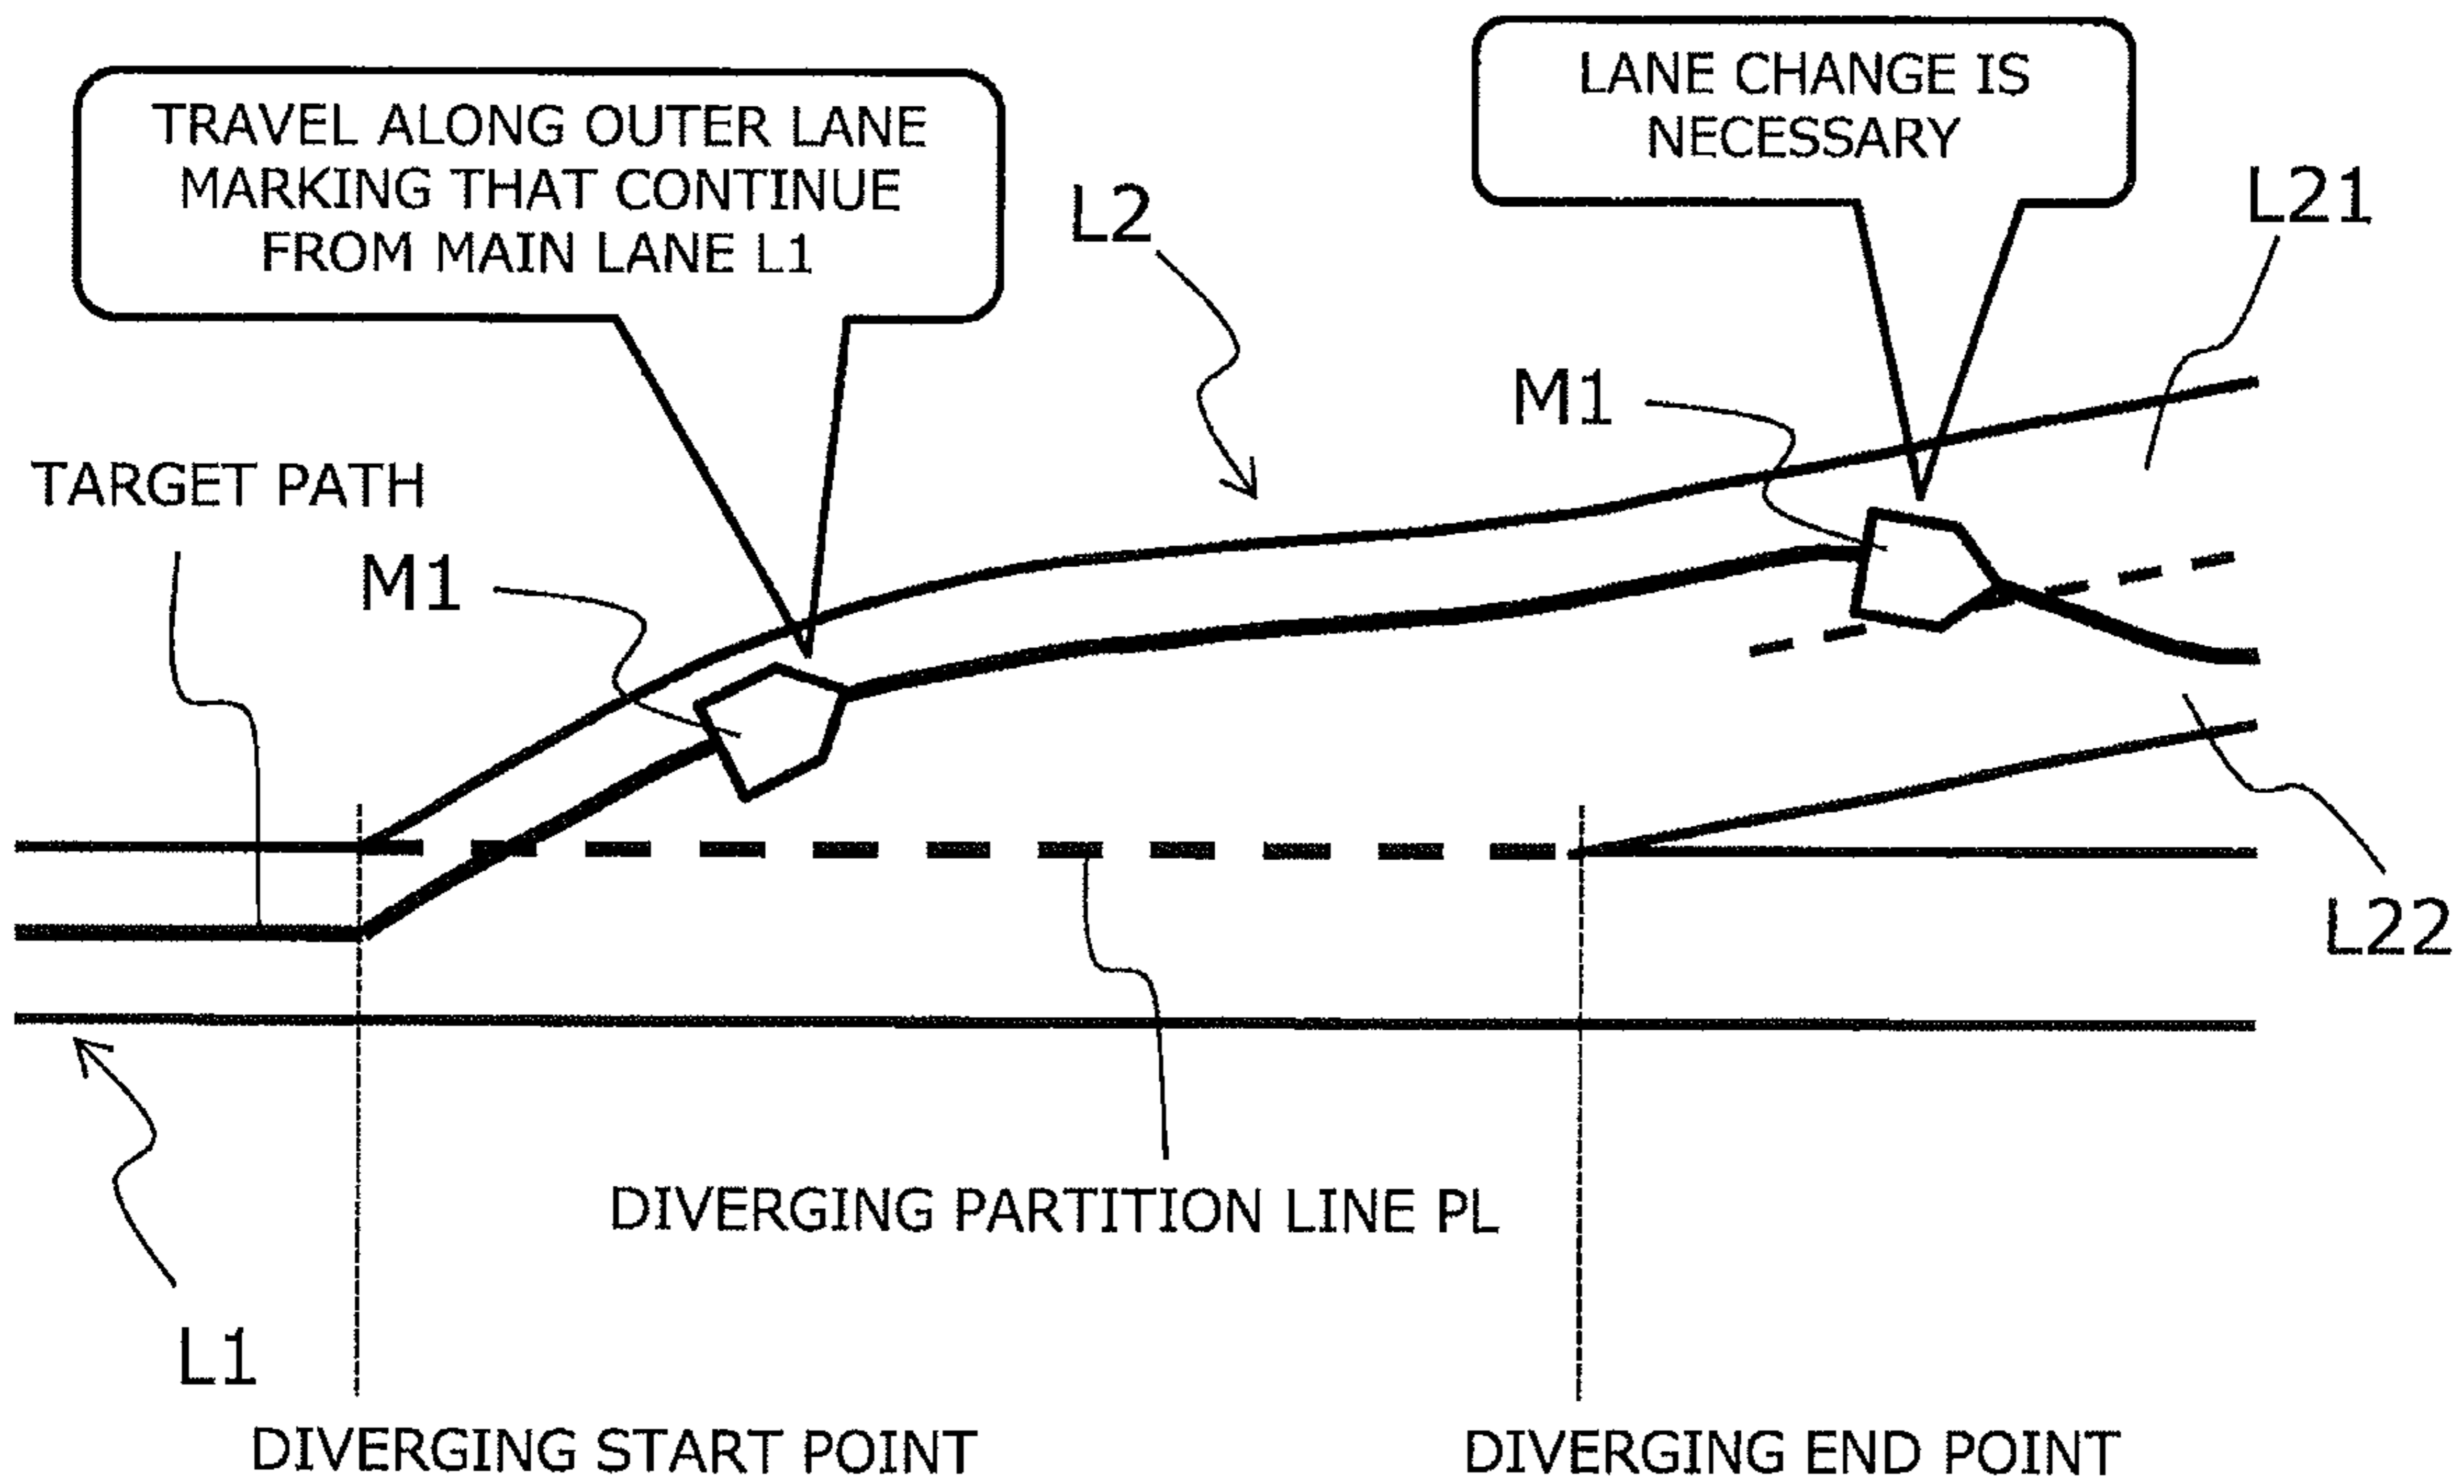 TRAVEL ALONG OUTER LANE
MARKING THAT CONTINUE
FROM MAIN LANE L1
LANE CHANGE IS
NECESSARY
L2
L21
M1
TARGET PATH
M1
L22
DIVERGING PARTITION LINE PL
L1
DIVERGING START POINT
DIVERGING END POINT